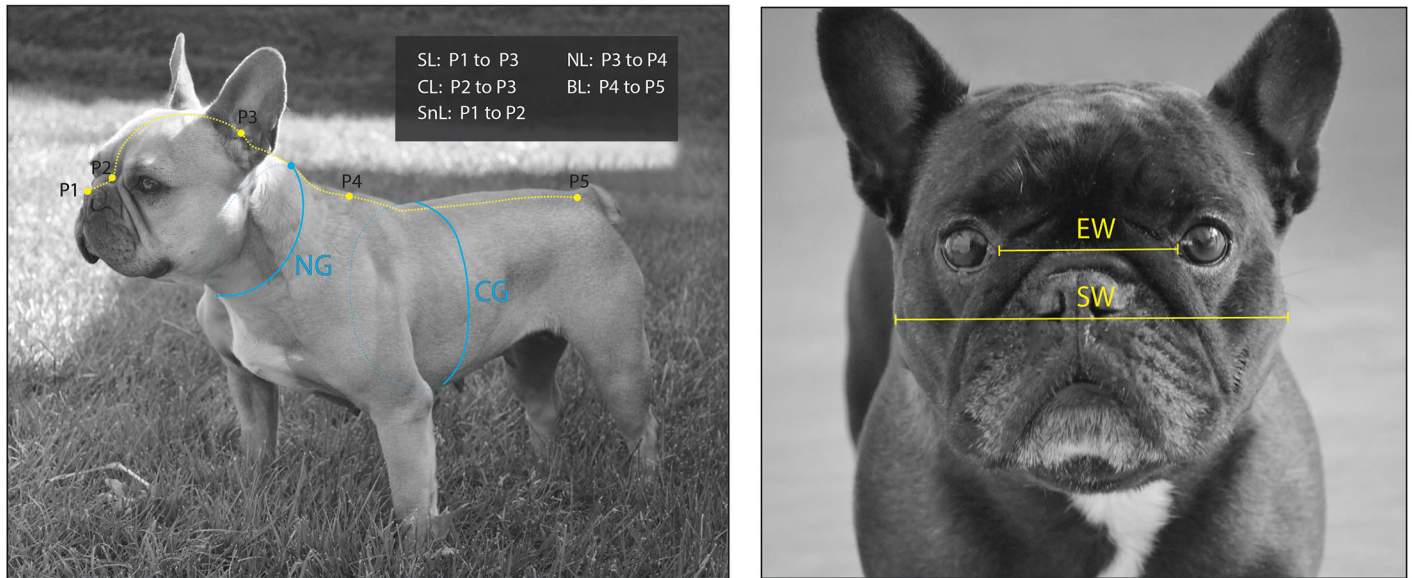 SL: P1 to P3
NL: P3 to P4
CL: P2 to P3
BL: P4 to P5
SnL: P1 to P2
P3
P2
P1
P4
P5
NG
CG
EW
SW